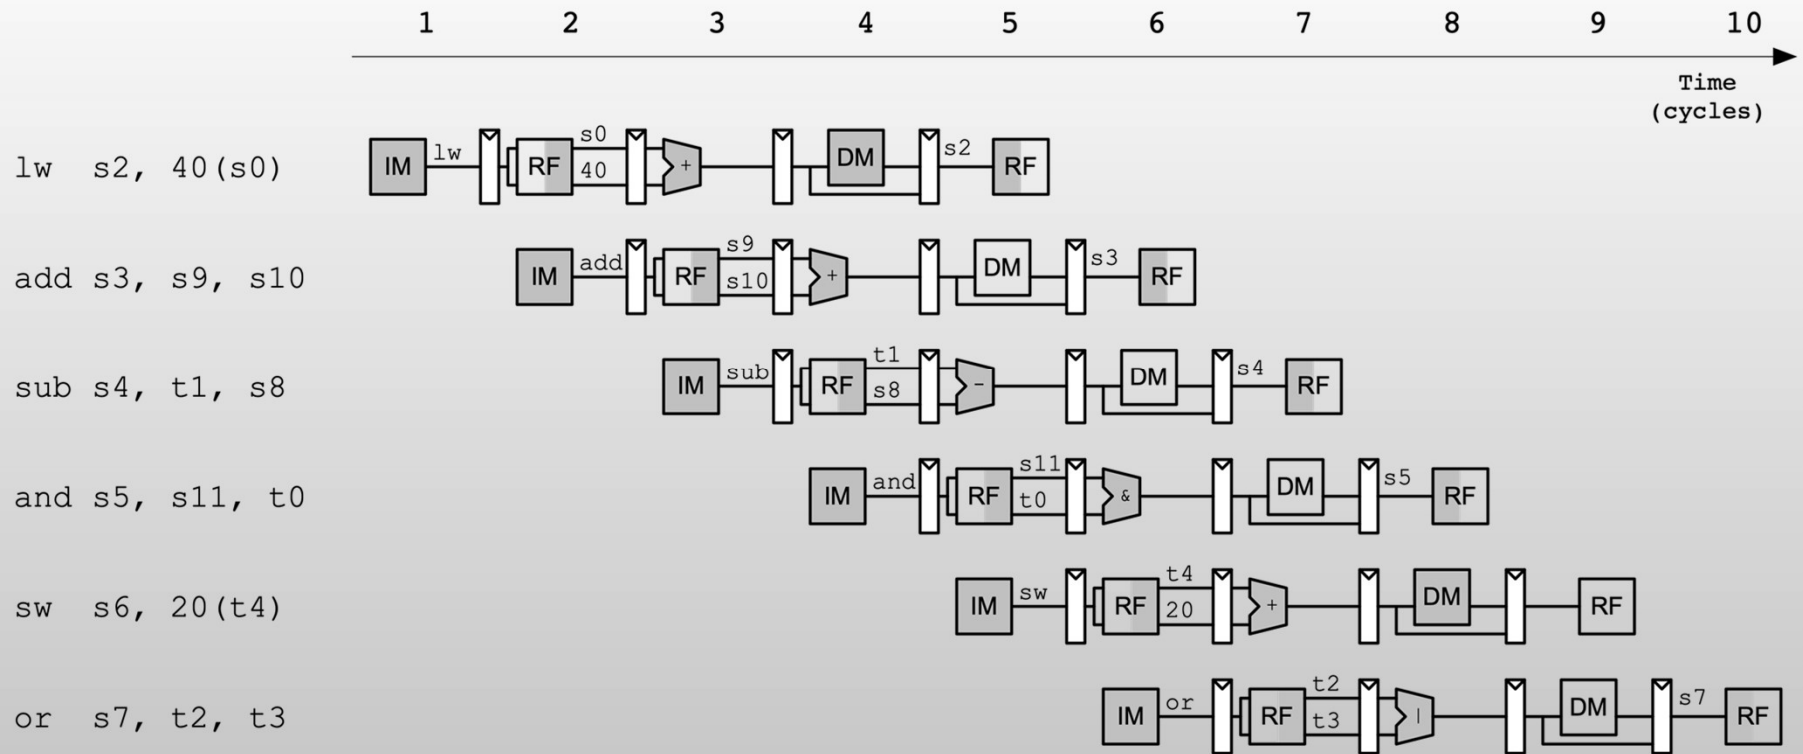 1 2 3 4 5 6 7 8 9 10
Time
(cycles)
lw s2, 40(s0) IM lw RF s0 40 + DM s2 RF
add s3, s9, s10 IM add RF s9 s10 + DM s3 RF
sub s4, t1, s8 IM sub RF t1 s8 - DM s4 RF
and s5, s11, t0 IM and RF s11 t0 & DM s5 RF
sw s6, 20(t4) IM sw RF t4 20 + DM RF
or s7, t2, t3 IM or RF t2 t3 | DM s7 RF